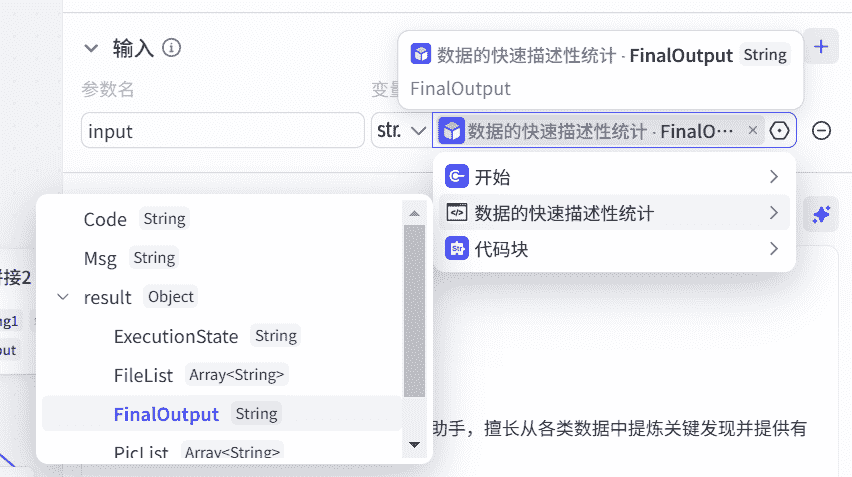 输入
数据的快速描述性统计 · FinalOutput String
FinalOutput
参数名
变量
input
str.
数据的快速描述性统计 · FinalO···
开始
数据的快速描述性统计
代码块
Code String
Msg String
result Object
ExecutionState String
FileList Array<String>
FinalOutput String
PicList Array<String>
拼接2
ng1
put
助手，擅长从各类数据中提炼关键发现并提供有